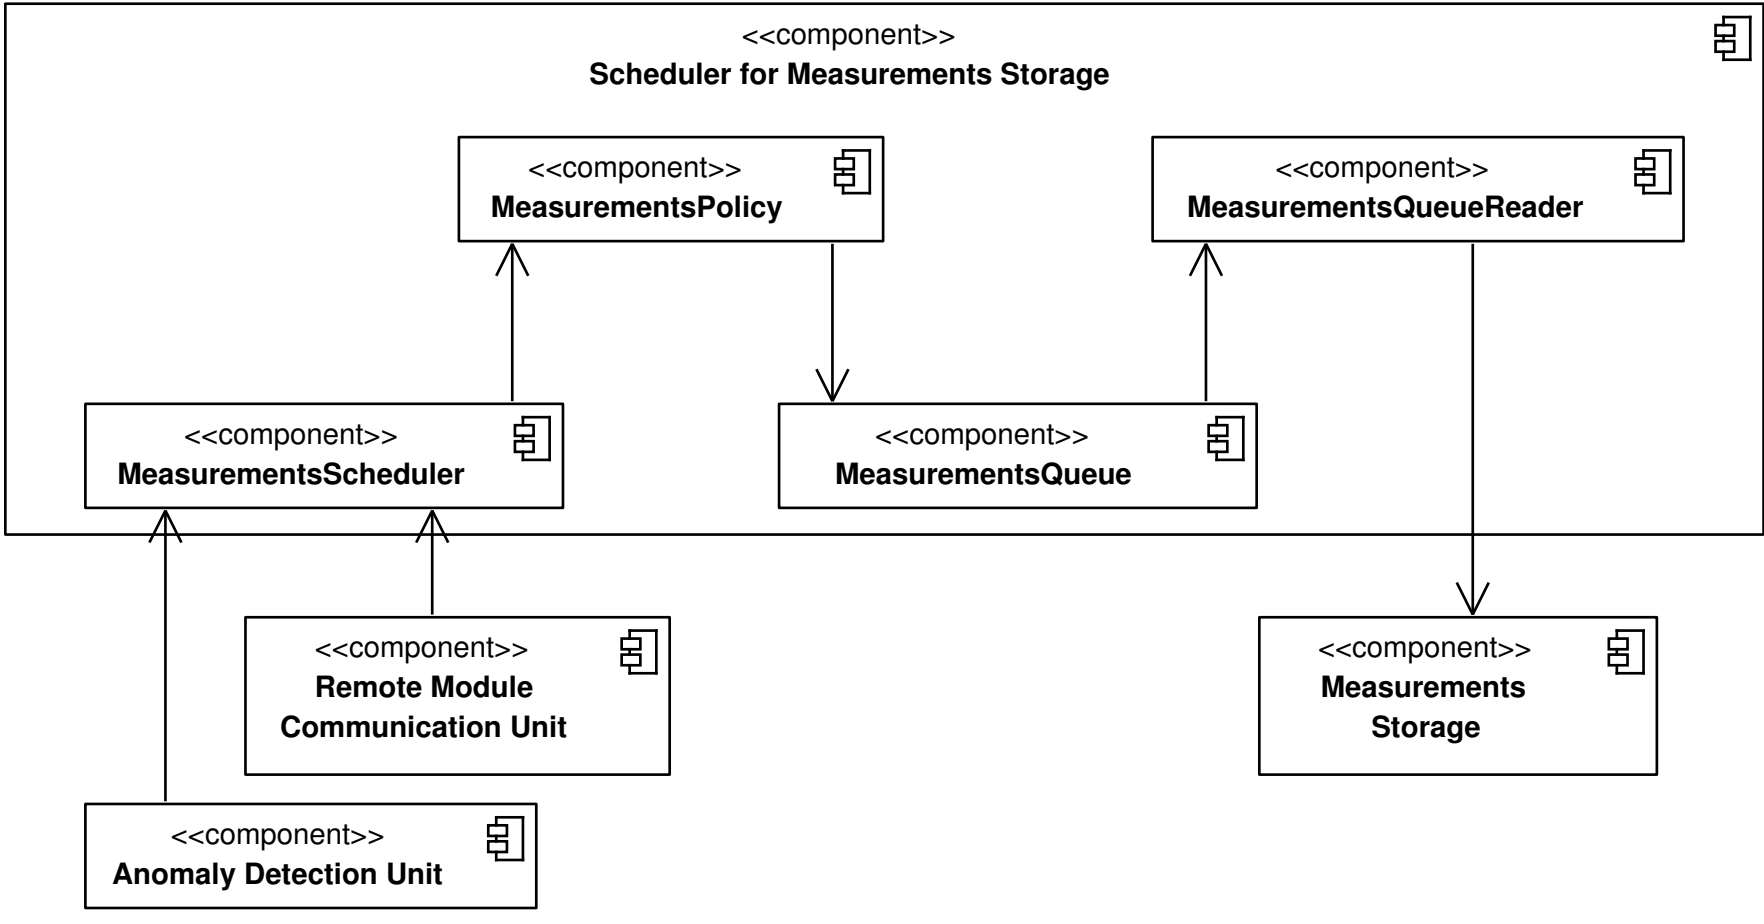 <<component>>
Scheduler for Measurements Storage
<<component>>
MeasurementsPolicy
<<component>>
MeasurementsQueueReader
<<component>>
MeasurementsScheduler
<<component>>
MeasurementsQueue
<<component>>
Remote Module
Communication Unit
<<component>>
Measurements
Storage
<<component>>
Anomaly Detection Unit